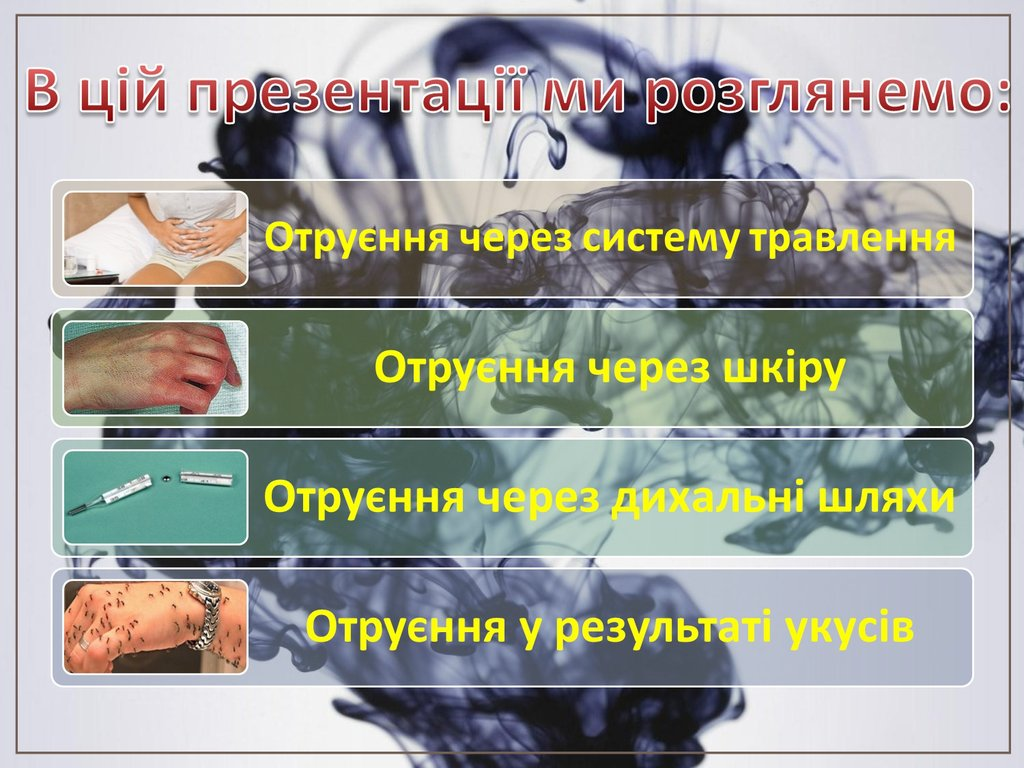 В цій презентації ми розглянемо:
Отруєння через систему травлення
Отруєння через шкіру
Отруєння через дихальні шляхи
Отруєння у результаті укусів